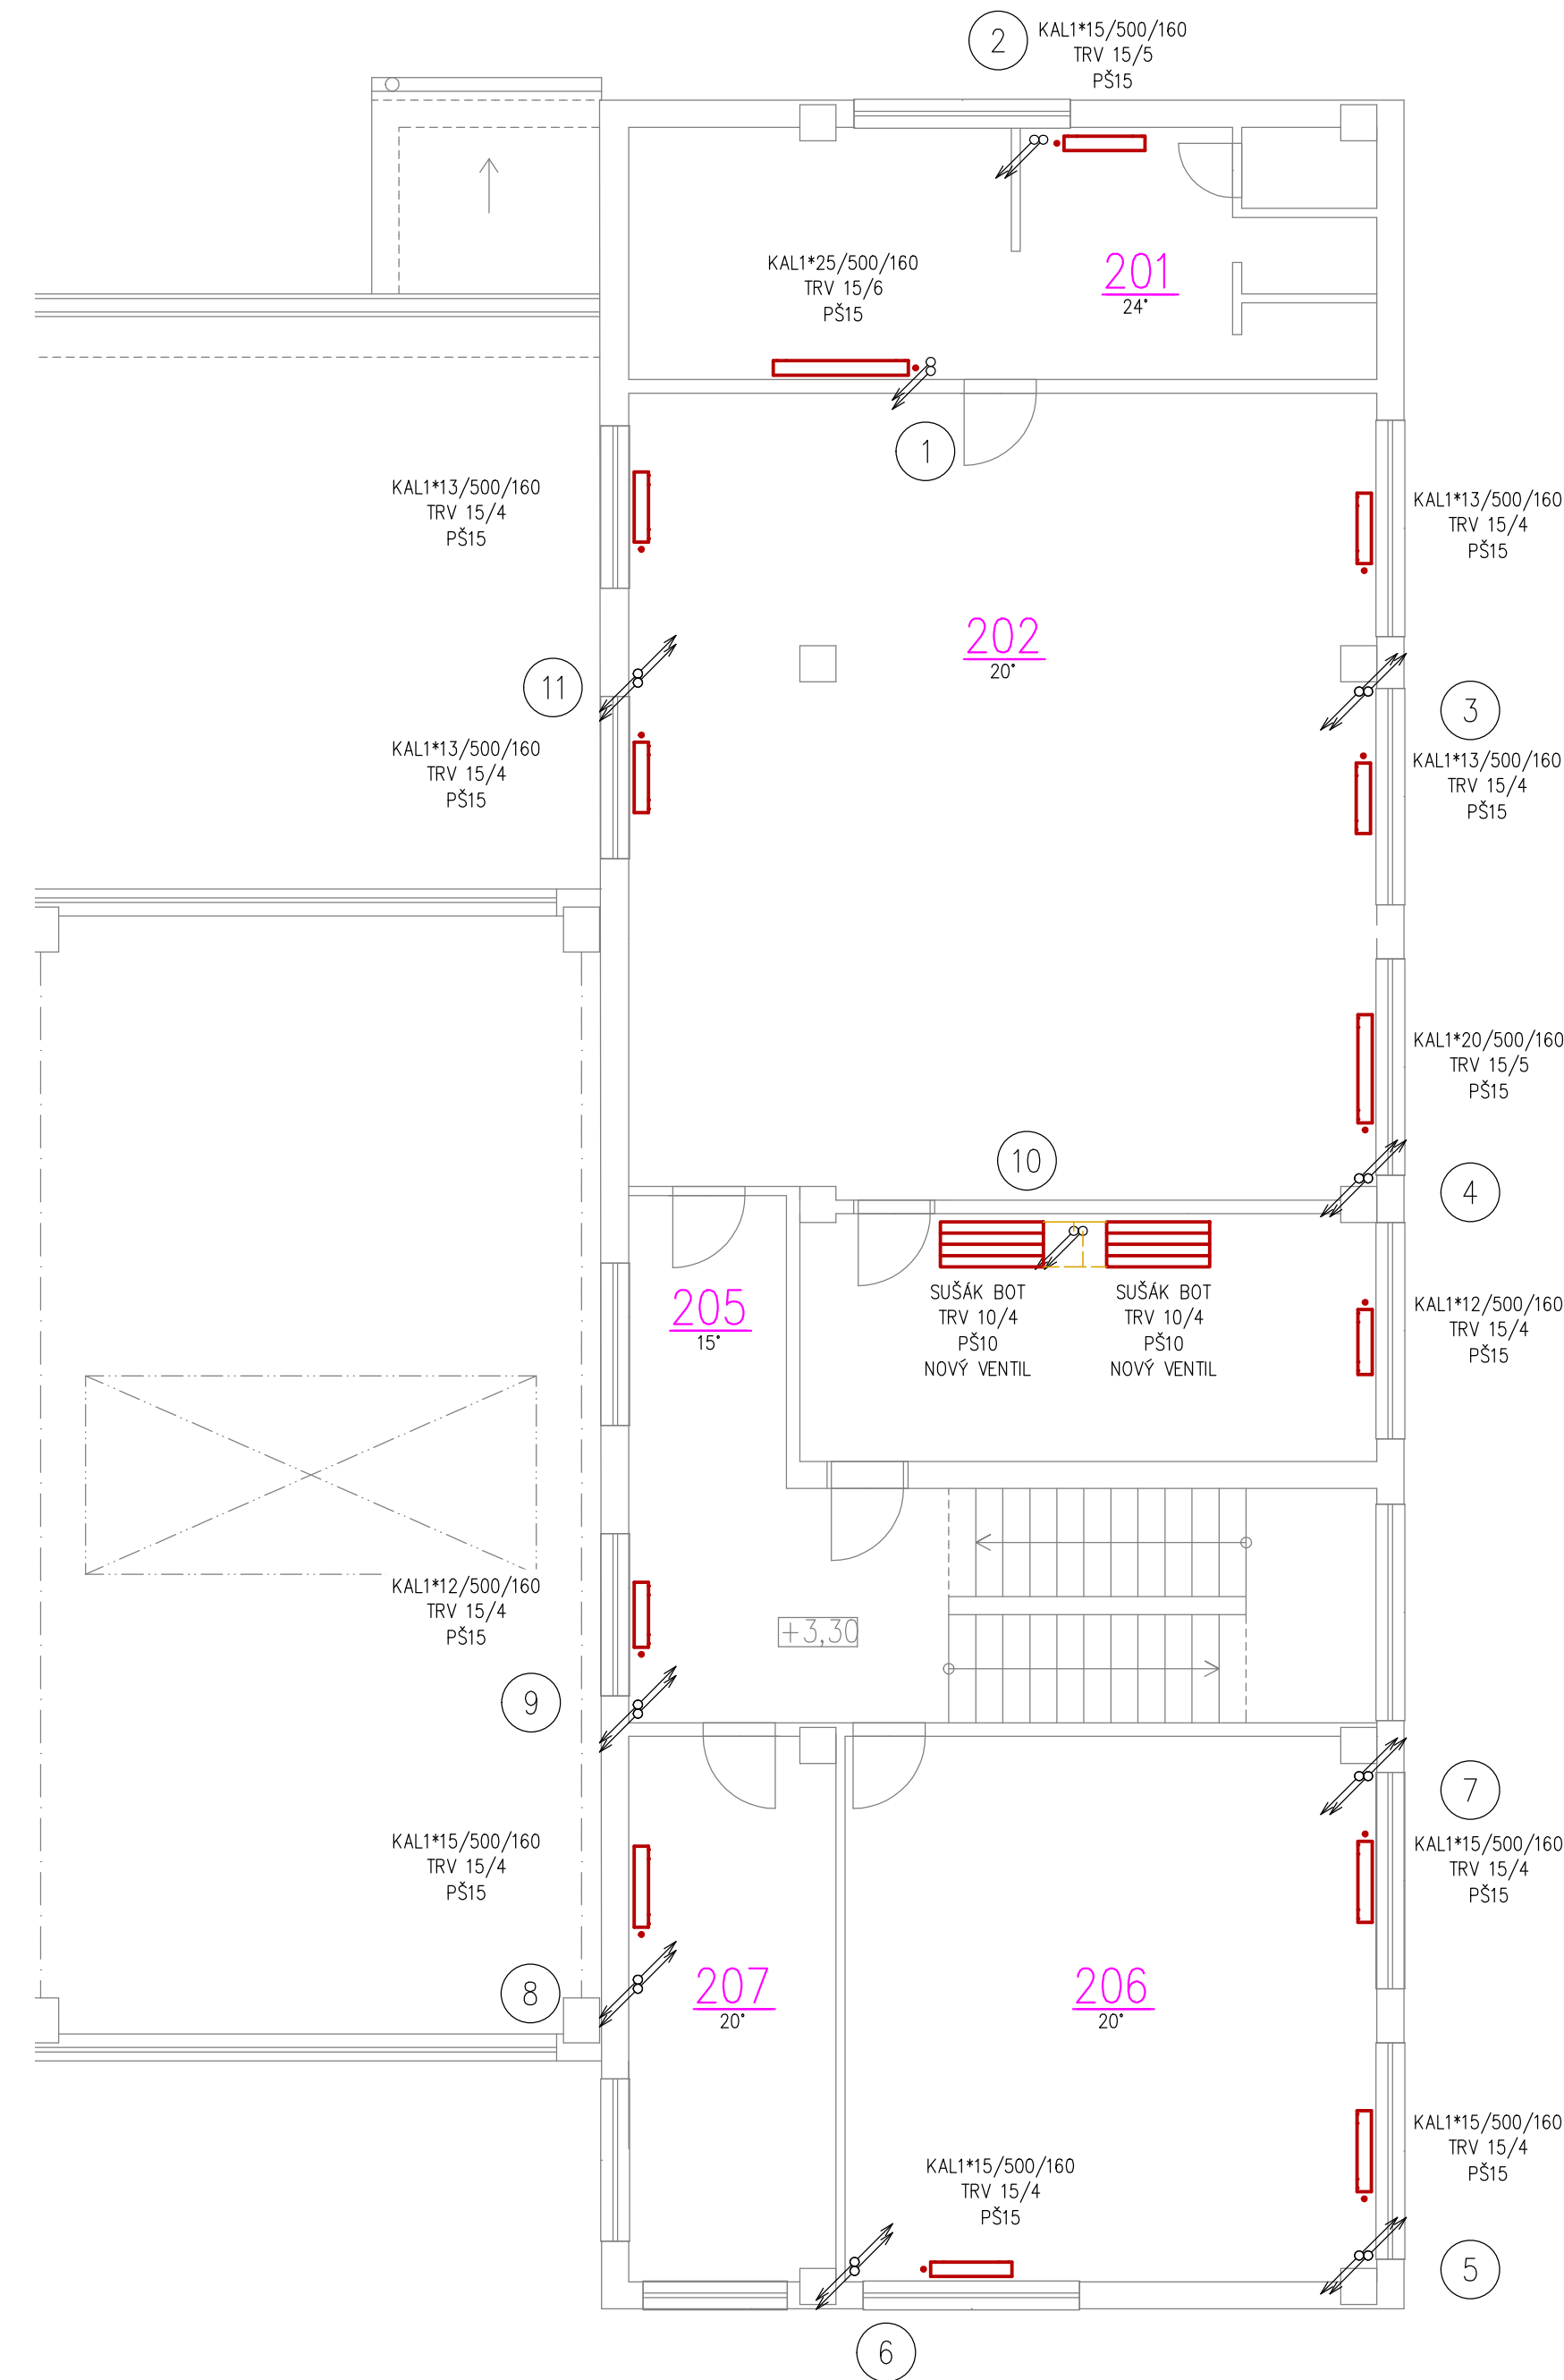 2
KAL1*15/500/160
TRV 15/5
PŠ15
KAL1*25/500/160
TRV 15/6
PŠ15
201
24°
1
KAL1*13/500/160
TRV 15/4
PŠ15
KAL1*13/500/160
TRV 15/4
PŠ15
202
20°
11
3
KAL1*13/500/160
TRV 15/4
PŠ15
KAL1*13/500/160
TRV 15/4
PŠ15
KAL1*20/500/160
TRV 15/5
PŠ15
10
4
205
15°
SUŠÁK BOT
TRV 10/4
PŠ10
NOVÝ VENTIL
SUŠÁK BOT
TRV 10/4
PŠ10
NOVÝ VENTIL
KAL1*12/500/160
TRV 15/4
PŠ15
KAL1*12/500/160
TRV 15/4
PŠ15
+3,30
9
7
KAL1*15/500/160
TRV 15/4
PŠ15
KAL1*15/500/160
TRV 15/4
PŠ15
8
207
20°
206
20°
KAL1*15/500/160
TRV 15/4
PŠ15
KAL1*15/500/160
TRV 15/4
PŠ15
5
6